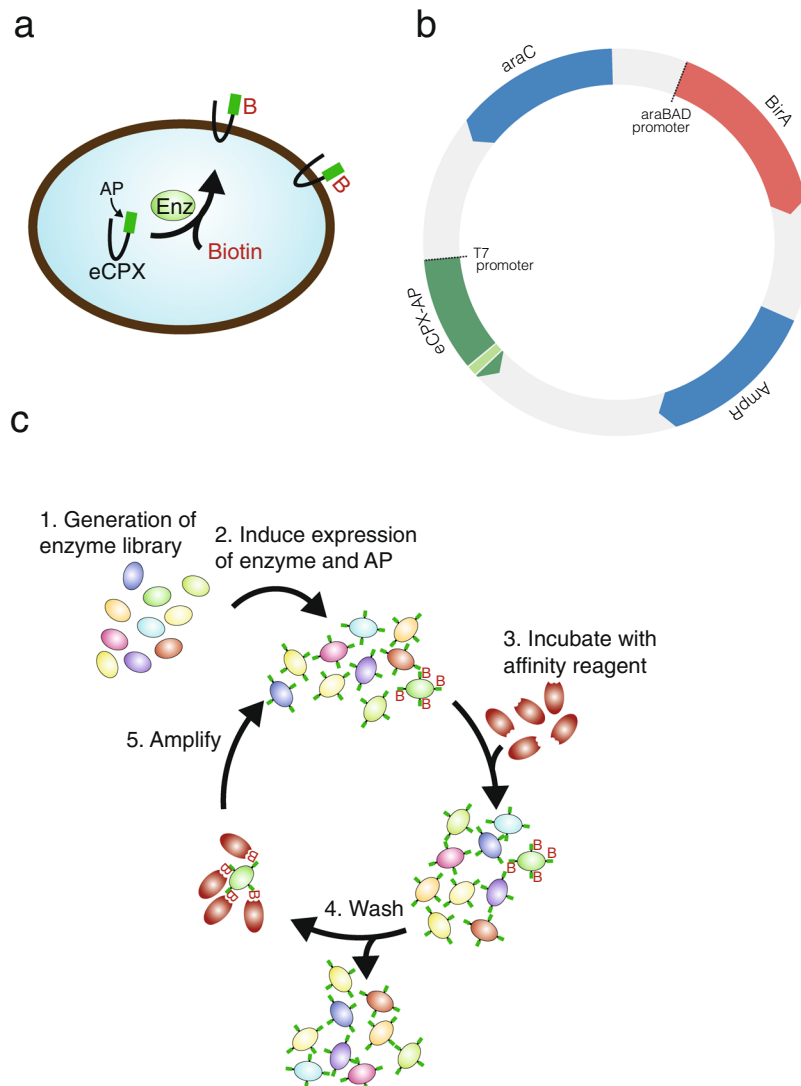 a
B
B
AP
Enz
Biotin
eCPX
b
araC
araBAD
promoter
BirA
T7
promoter
eCPX-AP
AmpR
c
1. Generation of
enzyme library
2. Induce expression
of enzyme and AP
B
B
B
B
3. Incubate with
affinity reagent
5. Amplify
B
B
B
B
B
B
B
4. Wash